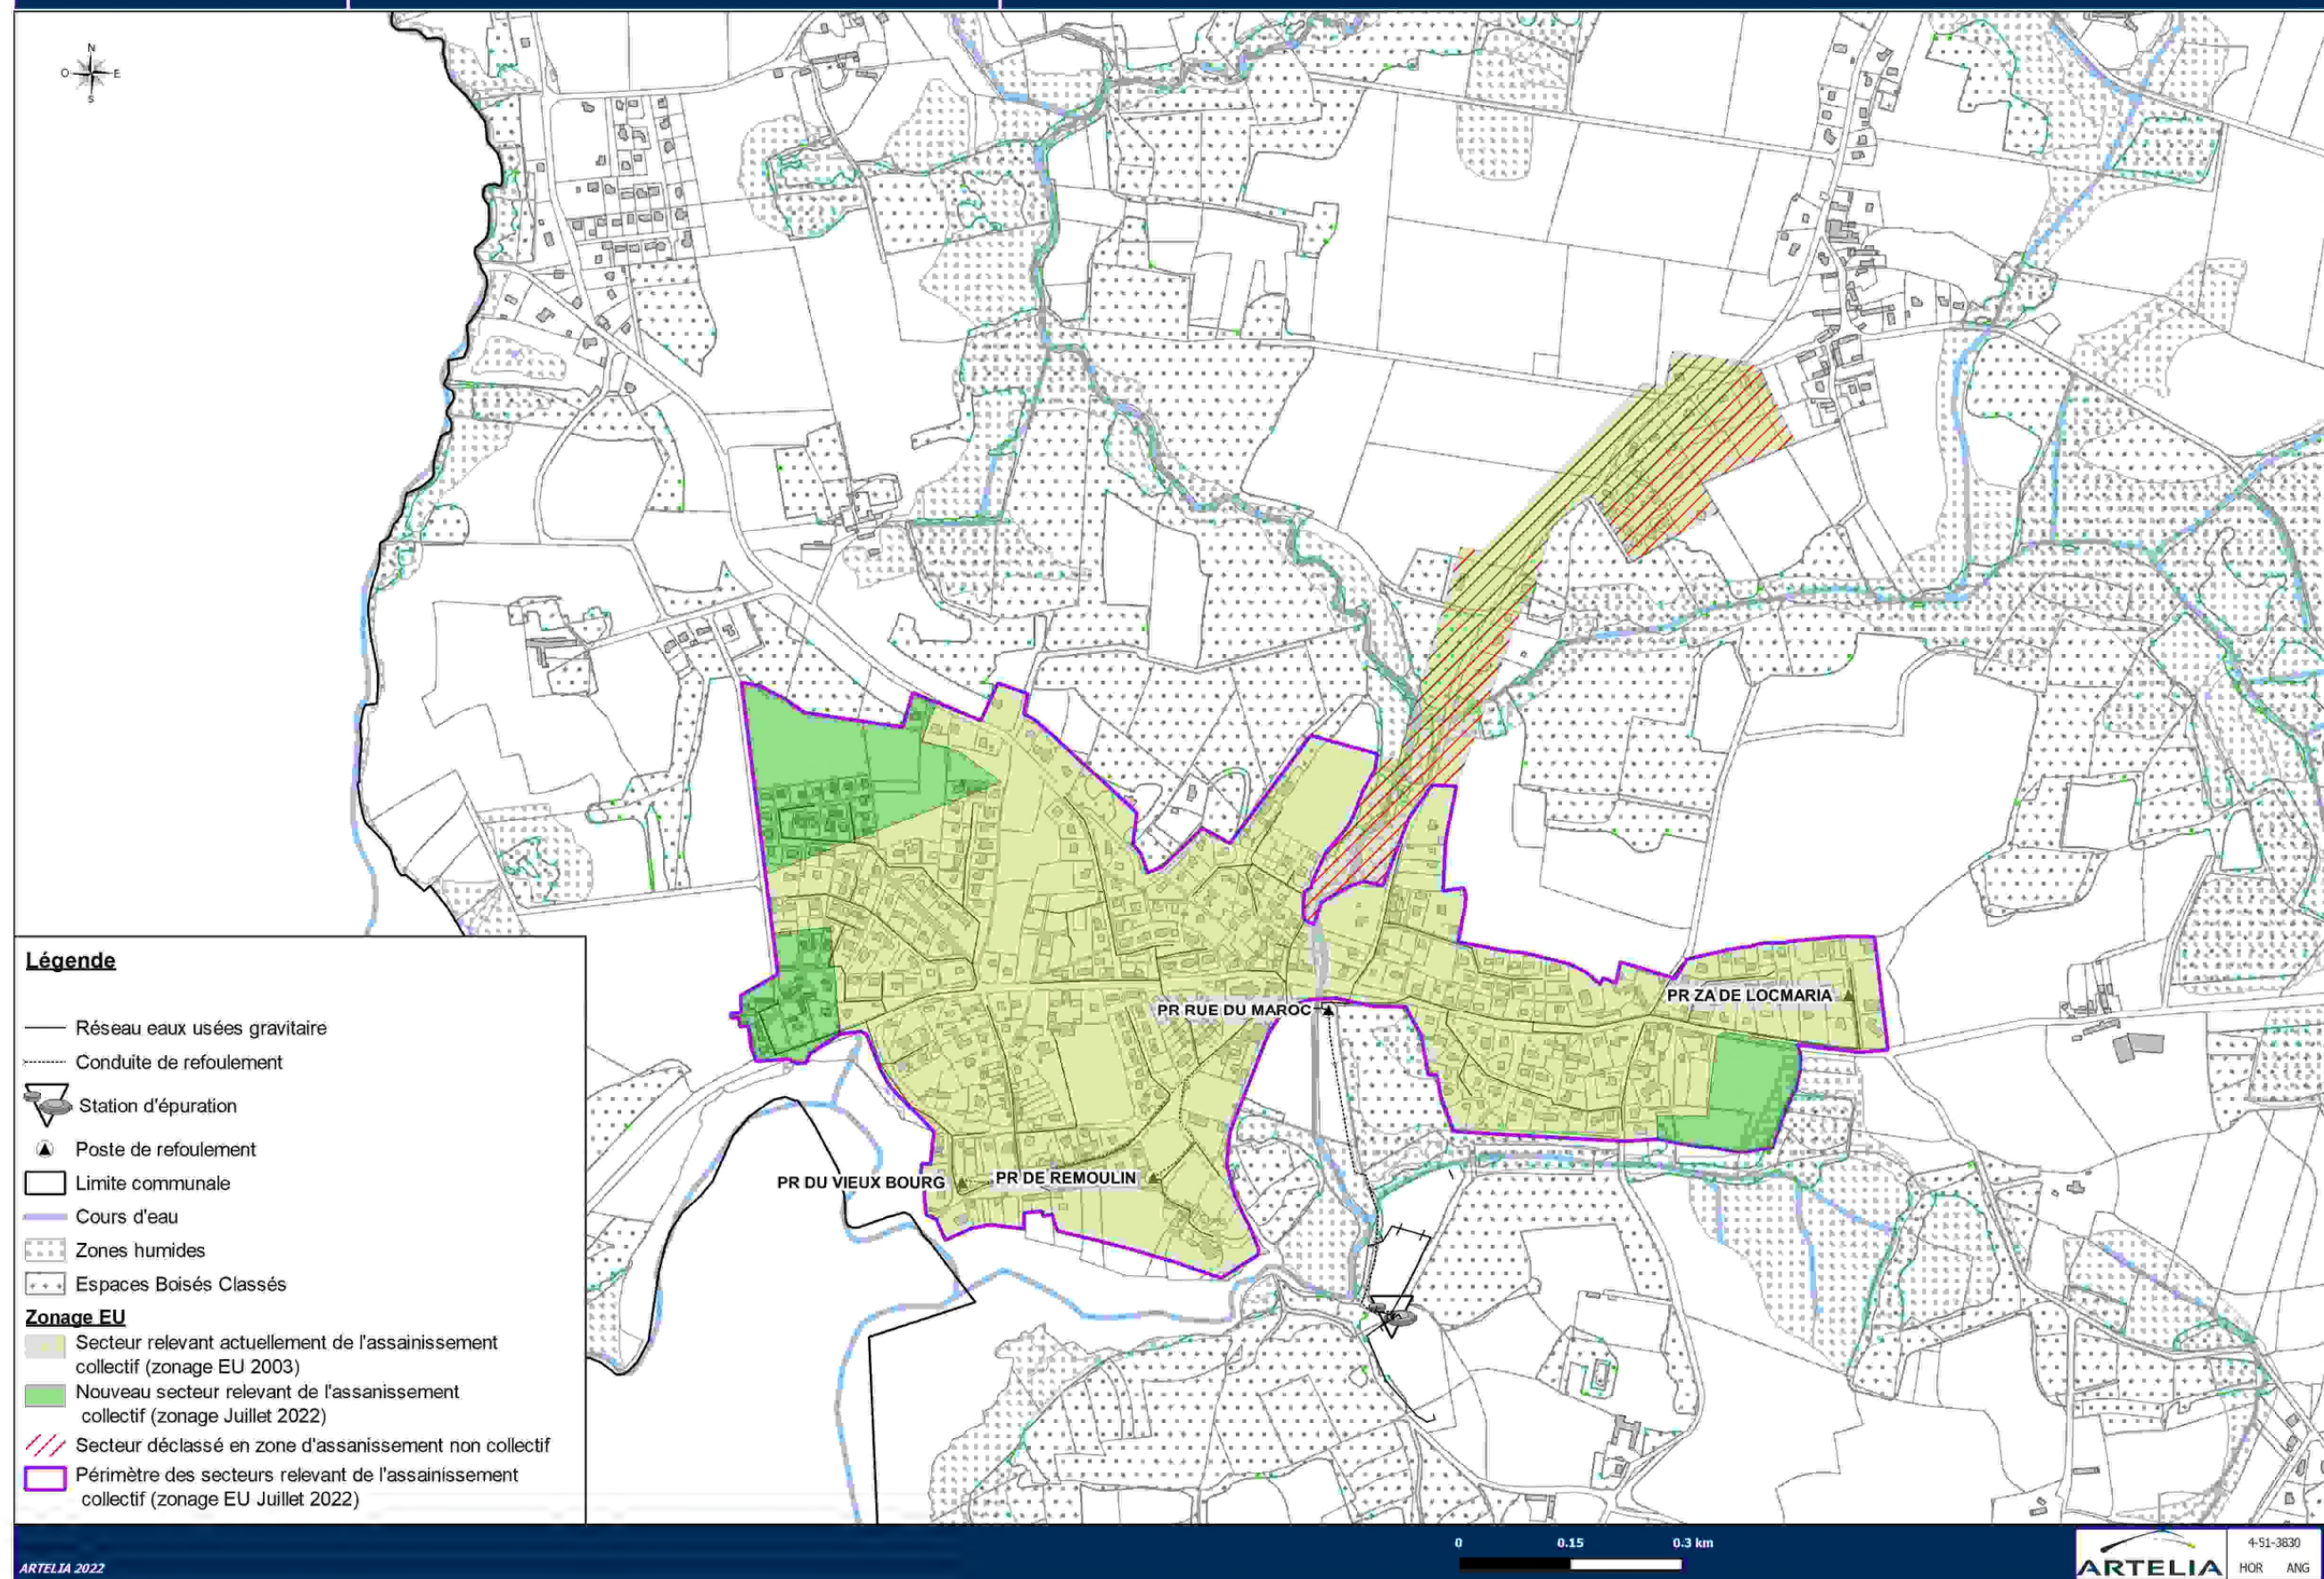 N
O E
S
PR RUE DU MAROC
PR ZA DE LOCMARIA
PR DU VIEUX BOURG
PR DE REMOULIN
Légende
Réseau eaux usées gravitaire
Conduite de refoulement
Station d'épuration
Poste de refoulement
Limite communale
Cours d'eau
Zones humides
Espaces Boisés Classés
Zonage EU
Secteur relevant actuellement de l'assainissement
collectif (zonage EU 2003)
Nouveau secteur relevant de l'assanissement
collectif (zonage Juillet 2022)
Secteur déclassé en zone d'assanissement non collectif
Périmètre des secteurs relevant de l'assainissement
collectif (zonage EU Juillet 2022)
ARTELIA 2022
0 0.15 0.3 km
ARTELIA
4-51-3830
HOR ANG